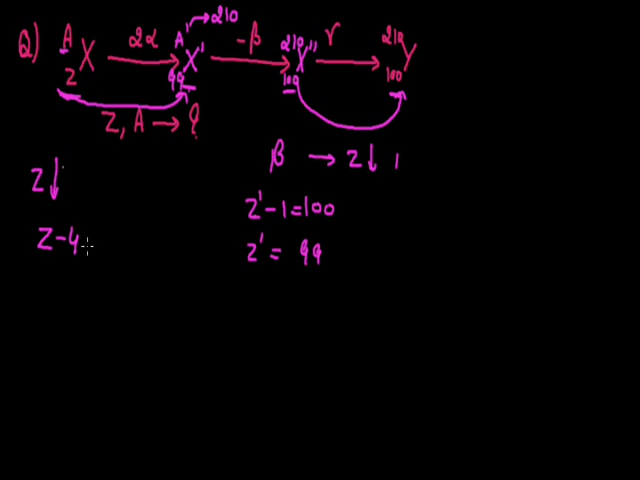 Q) A Z X 2α → A' 99 X' → 210 -β → 210 100 X'' γ → 210 100 Y
Z, A → ?
β → Z ↓ 1
Z ↓
Z' - 1 = 100
Z - 4
Z' = 99